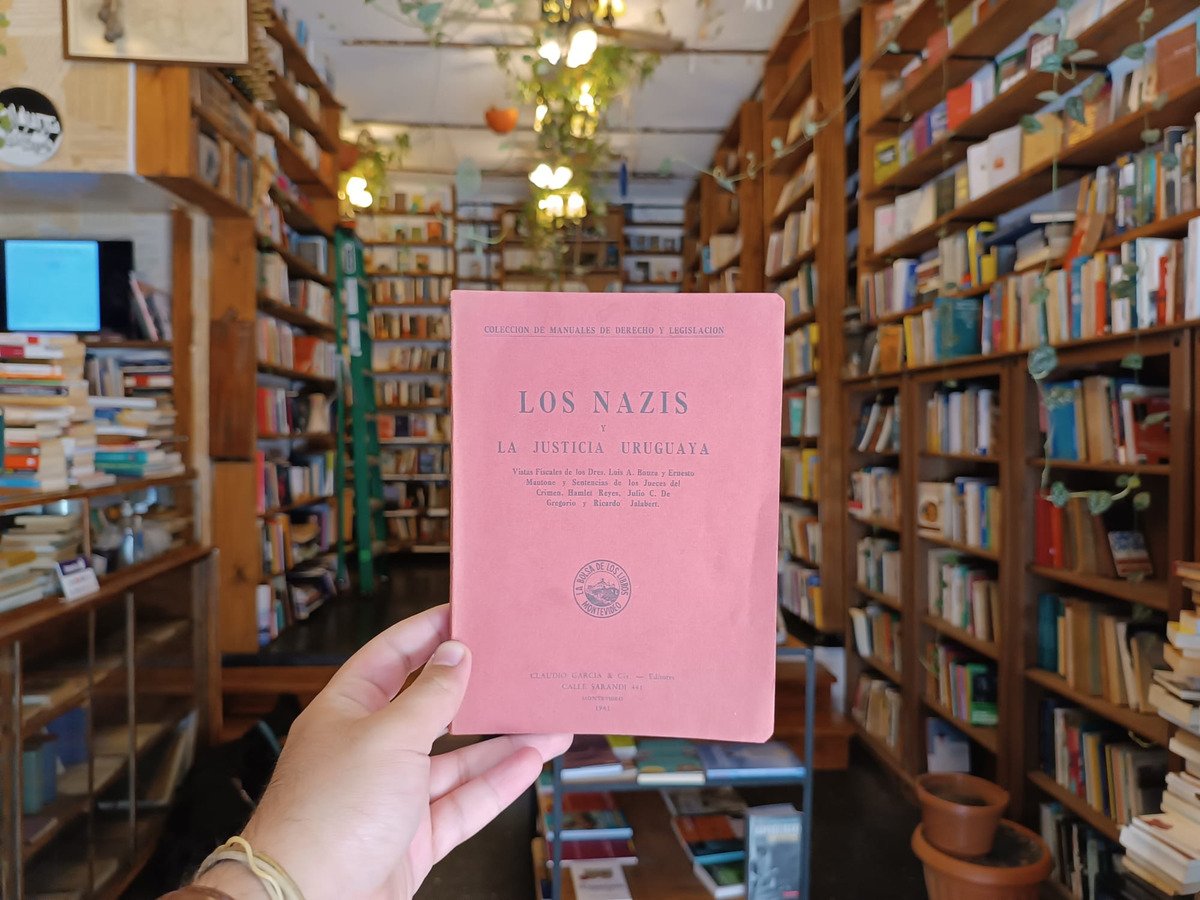 COLECCION DE MANUALES DE DERECHO Y LEGISLACION
LOS NAZIS
Y
LA JUSTICIA URUGUAYA
Vistas Fiscales de los Dres. Luis A. Bouza y Ernesto
Mantone y Sentencias de los Jueces del
Crimen, Hamlet Reyes, Julio C. De
Gregorio y Ricardo Jalabert.
LA BOLSA DE LOS LIBROS
MONTEVIDEO
CLAUDIO GARCIA & Cía. — Editores
CALLE SARANDI 441
MONTEVIDEO